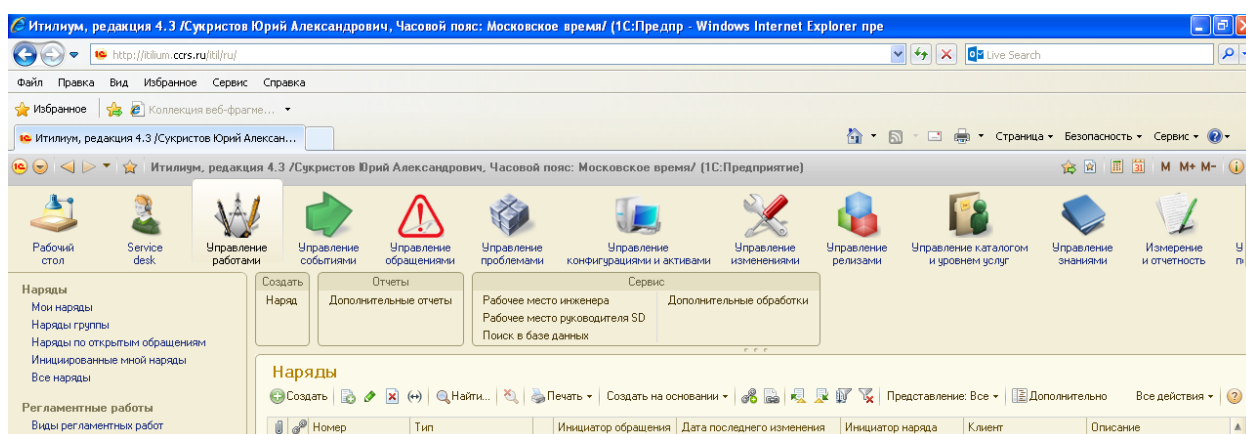 Итилиум, редакция 4.3 /Сукристов Юрий Александрович, Часовой пояс: Московское время/ (1С:Предпр - Windows Internet Explorer пре
http://itilium.ccrs.ru/itil/ru/
Live Search
Файл Правка Вид Избранное Сервис Справка
Избранное Коллекция веб-фрагме...
Итилиум, редакция 4.3 /Сукристов Юрий Алексан...
Страница Безопасность Сервис
Итилиум, редакция 4.3 /Сукристов Юрий Александрович, Часовой пояс: Московское время/ (1С:Предприятие)
M M+ M-
Рабочий стол
Service desk
Управление работами
Управление событиями
Управление обращениями
Управление проблемами
Управление конфигурациями и активами
Управление изменениями
Управление релизами
Управление каталогом и уровнем услуг
Управление знаниями
Измерение и отчетность
Наряды
Мои наряды
Наряды группы
Наряды по открытым обращениям
Инициированные мной наряды
Все наряды
Регламентные работы
Виды регламентных работ
Создать
Наряд
Отчеты
Дополнительные отчеты
Сервис
Рабочее место инженера
Рабочее место руководителя SD
Поиск в базе данных
Дополнительные обработки
Наряды
Создать Найти... Печать Создать на основании Представление: Все Дополнительно Все действия
Номер Тип Инициатор обращения Дата последнего изменения Инициатор наряда Клиент Описание